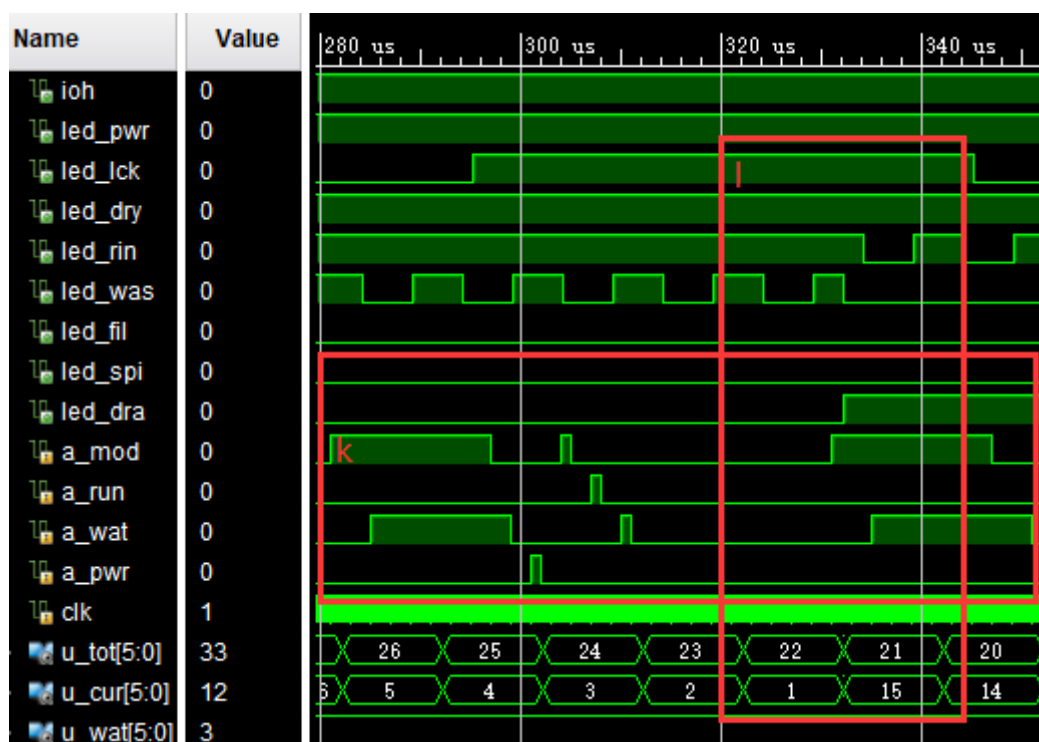 Name Value 280 us 300 us 320 us 340 us
ioh 0
led_pwr 0
led_lck 0 l
led_dry 0
led_rin 0
led_was 0
led_fil 0
led_spi 0
led_dra 0
a_mod 0 k
a_run 0
a_wat 0
a_pwr 0
clk 1
u_tot[5:0] 33 26 25 24 23 22 21 20
u_cur[5:0] 12 6 5 4 3 2 1 15 14
u_wat[5:0] 3